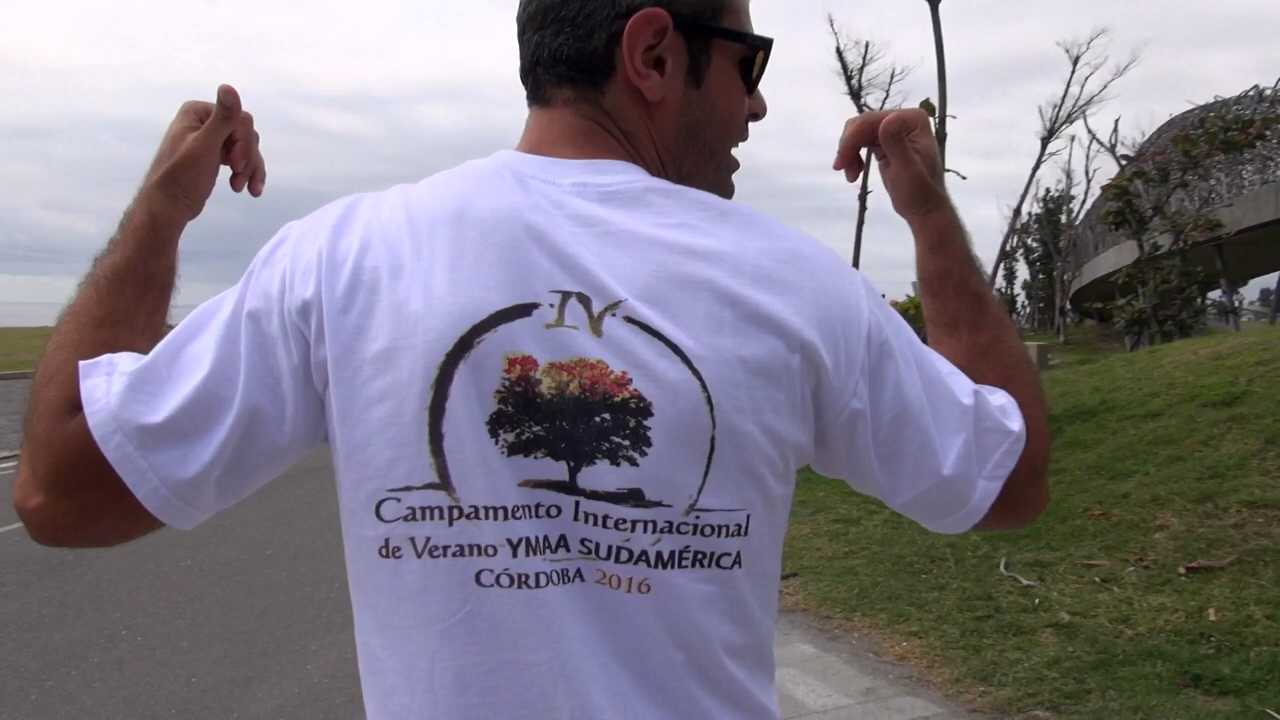 IV
Campamento Internacional
de Verano YMAA SUDAMÉRICA
CÓRDOBA 2016